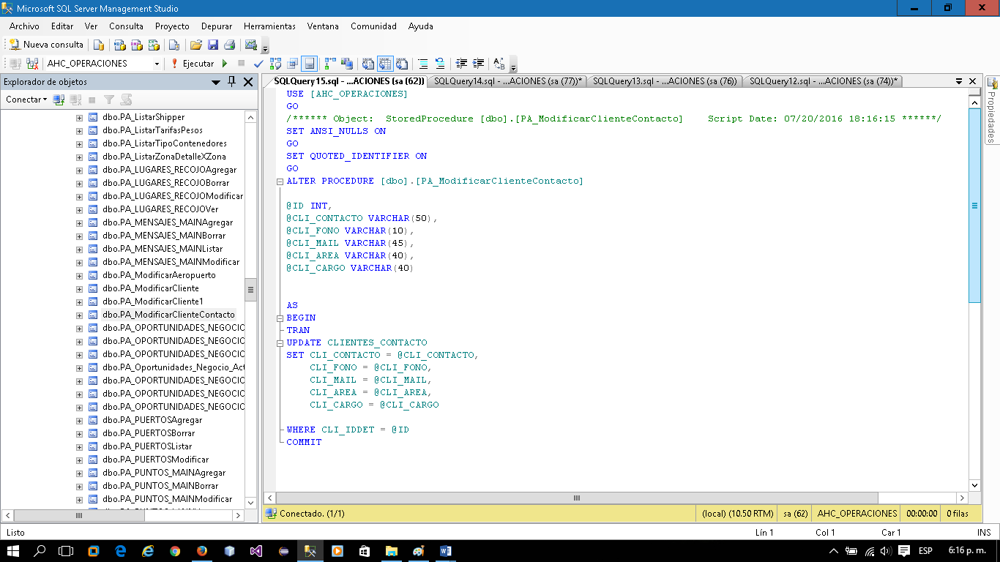 Microsoft SQL Server Management Studio
Archivo Editar Ver Consulta Proyecto Depurar Herramientas Ventana Comunidad Ayuda
Nueva consulta
AHC_OPERACIONES Ejecutar
Explorador de objetos
Conectar
dbo.PA_ListarShipper
dbo.PA_ListarTarifasPesos
dbo.PA_ListarTipoContenedores
dbo.PA_ListarZonaDetalleXZona
dbo.PA_LUGARES_RECOJOAgregar
dbo.PA_LUGARES_RECOJOBorrar
dbo.PA_LUGARES_RECOJOModificar
dbo.PA_LUGARES_RECOJOVer
dbo.PA_MENSAJES_MAINAgregar
dbo.PA_MENSAJES_MAINBorrar
dbo.PA_MENSAJES_MAINListar
dbo.PA_MENSAJES_MAINModificar
dbo.PA_ModificarAeropuerto
dbo.PA_ModificarCliente
dbo.PA_ModificarCliente1
dbo.PA_ModificarClienteContacto
dbo.PA_OPORTUNIDADES_NEGOCIO
dbo.PA_OPORTUNIDADES_NEGOCIO
dbo.PA_OPORTUNIDADES_NEGOCIO
dbo.PA_Oportunidades_Negocio_Act
dbo.PA_OPORTUNIDADES_NEGOCIO
dbo.PA_OPORTUNIDADES_NEGOCIO
dbo.PA_OPORTUNIDADES_NEGOCIO
dbo.PA_PUERTOSAgregar
dbo.PA_PUERTOSBorrar
dbo.PA_PUERTOSListar
dbo.PA_PUERTOSModificar
dbo.PA_PUNTOS_MAINAgregar
dbo.PA_PUNTOS_MAINBorrar
dbo.PA_PUNTOS_MAINModificar
SQLQuery15.sql - ...ACIONES (sa (62)) SQLQuery14.sql - ...ACIONES (sa (77))* SQLQuery13.sql - ...ACIONES (sa (76)) SQLQuery12.sql - ...ACIONES (sa (74))*
USE [AHC_OPERACIONES]
GO
/****** Object:  StoredProcedure [dbo].[PA_ModificarClienteContacto]    Script Date: 07/20/2016 18:16:15 ******/
SET ANSI_NULLS ON
GO
SET QUOTED_IDENTIFIER ON
GO
ALTER PROCEDURE [dbo].[PA_ModificarClienteContacto]
@ID INT,
@CLI_CONTACTO VARCHAR(50),
@CLI_FONO VARCHAR(10),
@CLI_MAIL VARCHAR(45),
@CLI_AREA VARCHAR(40),
@CLI_CARGO VARCHAR(40)
AS
BEGIN
TRAN
UPDATE CLIENTES_CONTACTO
SET CLI_CONTACTO = @CLI_CONTACTO,
CLI_FONO = @CLI_FONO,
CLI_MAIL = @CLI_MAIL,
CLI_AREA = @CLI_AREA,
CLI_CARGO = @CLI_CARGO
WHERE CLI_IDDET = @ID
COMMIT
Propiedades
Conectado. (1/1) (local) (10.50 RTM) sa (62) AHC_OPERACIONES 00:00:00 0 filas
Listo Lín 1 Col 1 Car 1 INS
ESP 6:16 p. m.